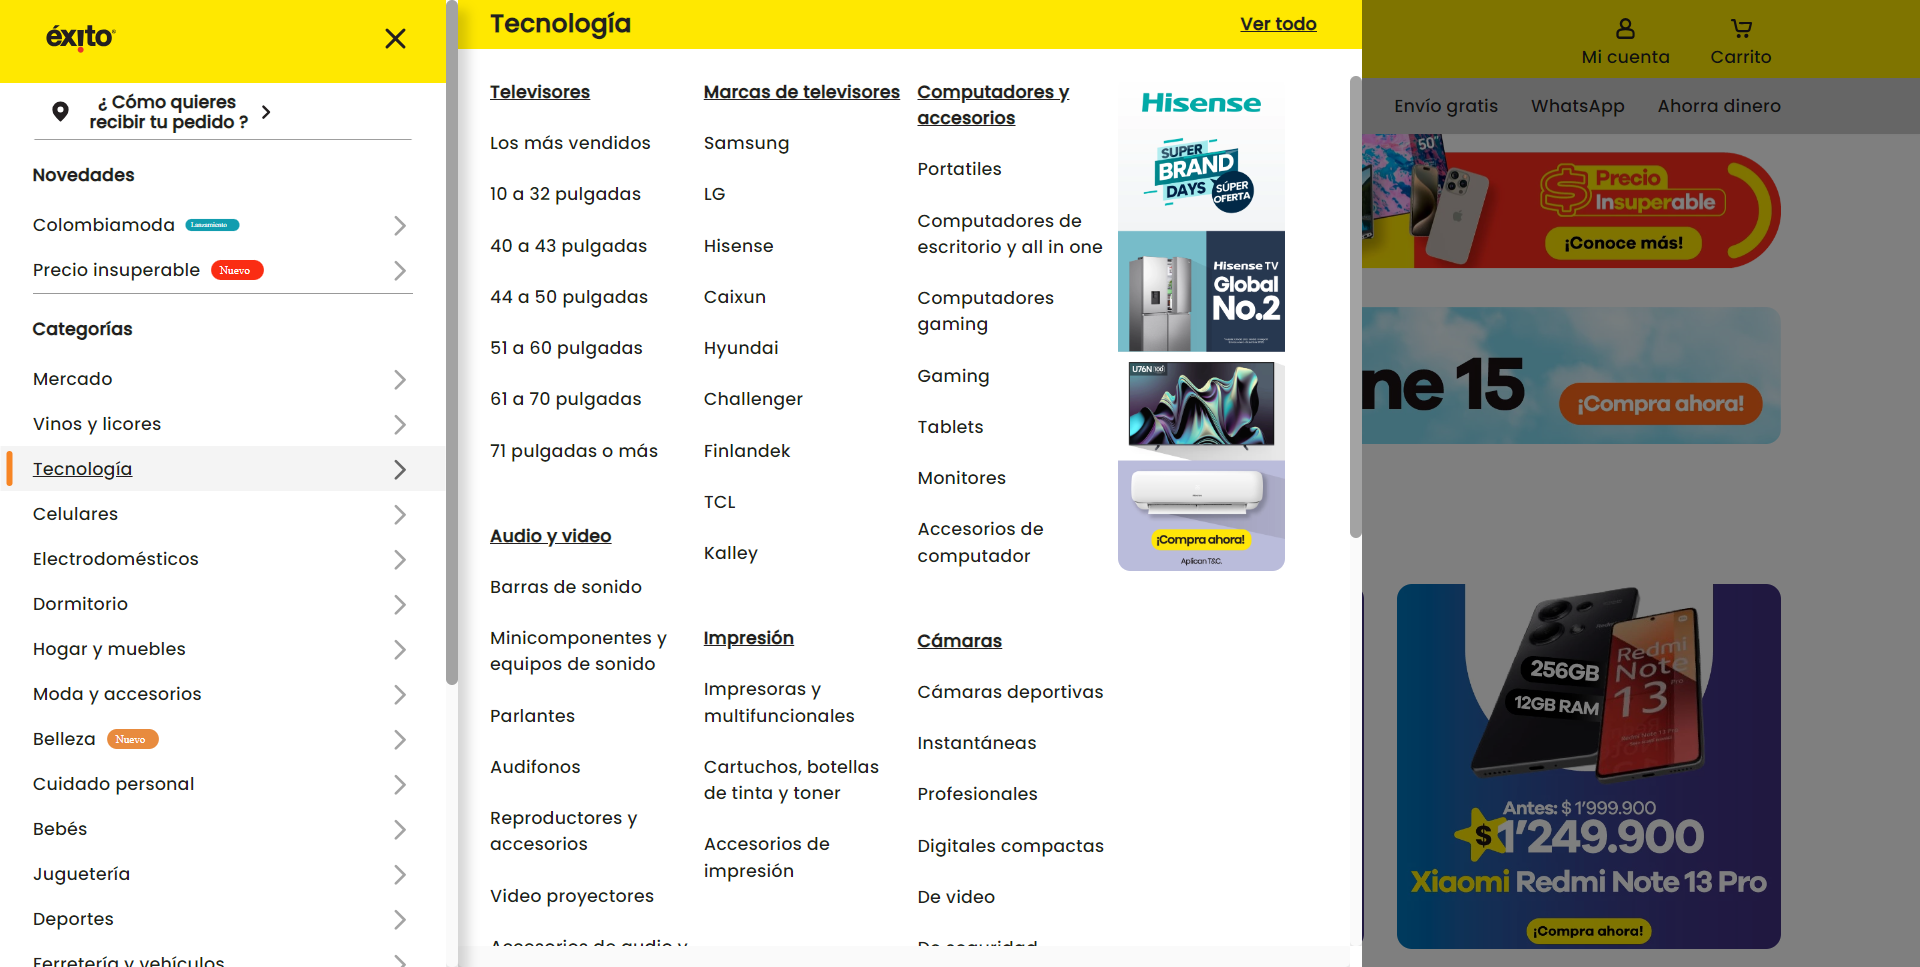 éxito
¿ Cómo quieres
recibir tu pedido ?
Novedades
Colombiamoda Lanzamiento
Precio insuperable Nuevo
Categorías
Mercado
Vinos y licores
Tecnología
Celulares
Electrodomésticos
Dormitorio
Hogar y muebles
Moda y accesorios
Belleza Nuevo
Cuidado personal
Bebés
Juguetería
Deportes
Ferretería y vehículos
Tecnología
Ver todo
Televisores
Los más vendidos
10 a 32 pulgadas
40 a 43 pulgadas
44 a 50 pulgadas
51 a 60 pulgadas
61 a 70 pulgadas
71 pulgadas o más
Audio y video
Barras de sonido
Minicomponentes y
equipos de sonido
Parlantes
Audifonos
Reproductores y
accesorios
Video proyectores
Accesorios de audio y
Marcas de televisores
Samsung
LG
Hisense
Caixun
Hyundai
Challenger
Finlandek
TCL
Kalley
Impresión
Impresoras y
multifuncionales
Cartuchos, botellas
de tinta y toner
Accesorios de
impresión
Computadores y
accesorios
Portatiles
Computadores de
escritorio y all in one
Computadores
gaming
Gaming
Tablets
Monitores
Accesorios de
computador
Cámaras
Cámaras deportivas
Instantáneas
Profesionales
Digitales compactas
De video
De seguridad
Hisense
SUPER
BRAND
DAYS
SÚPER
OFERTA
Hisense TV
Global
No.2
U76N 100"
¡Compra ahora!
Aplican T&C.
Mi cuenta
Carrito
Envío gratis
WhatsApp
Ahorra dinero
50"
Precio
Insuperable
¡Conoce más!
ne 15
¡Compra ahora!
256GB
12GB RAM
Redmi
Note
13 Pro
Antes: $ 1'999.900
$1'249.900
Xiaomi Redmi Note 13 Pro
¡Compra ahora!